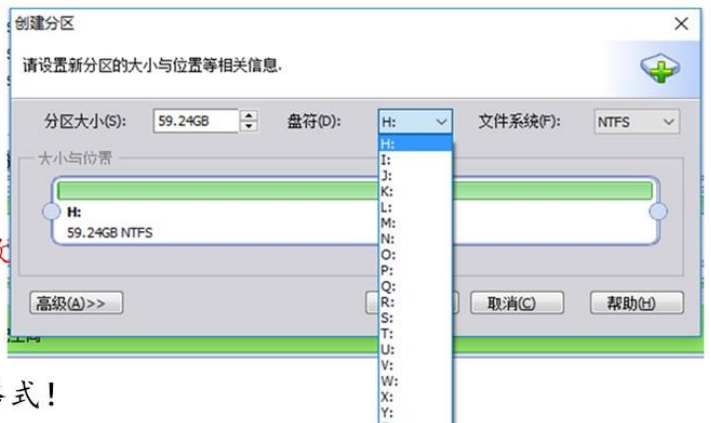 创建分区
请设置新分区的大小与位置等相关信息.
分区大小(S): 59.24GB 盘符(D): H: 文件系统(F): NTFS
大小与位置
H:
59.24GB NTFS
H:
I:
J:
K:
L:
M:
N:
O:
P:
Q:
R:
S:
T:
U:
V:
W:
X:
Y:
高级(A)>> 取消(C) 帮助(H)
式!